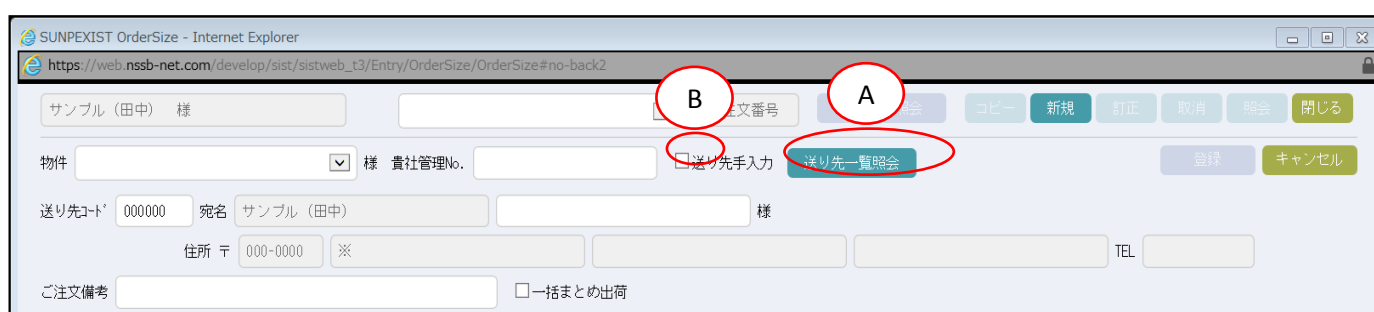 SUNPEXIST OrderSize - Internet Explorer
https://web.nssb-net.com/develop/sist/sistweb_t3/Entry/OrderSize/OrderSize#no-back2
サンプル（田中） 様 B 文番号 A 照会 コピー 新規 訂正 取消 照会 閉じる
物件 様 貴社管理No. 送り先手入力 送り先一覧照会 登録 キャンセル
送り先ｺｰﾄﾞ 000000 宛名 サンプル（田中） 様
住所 〒 000-0000 ※ TEL
ご注文備考 一括まとめ出荷